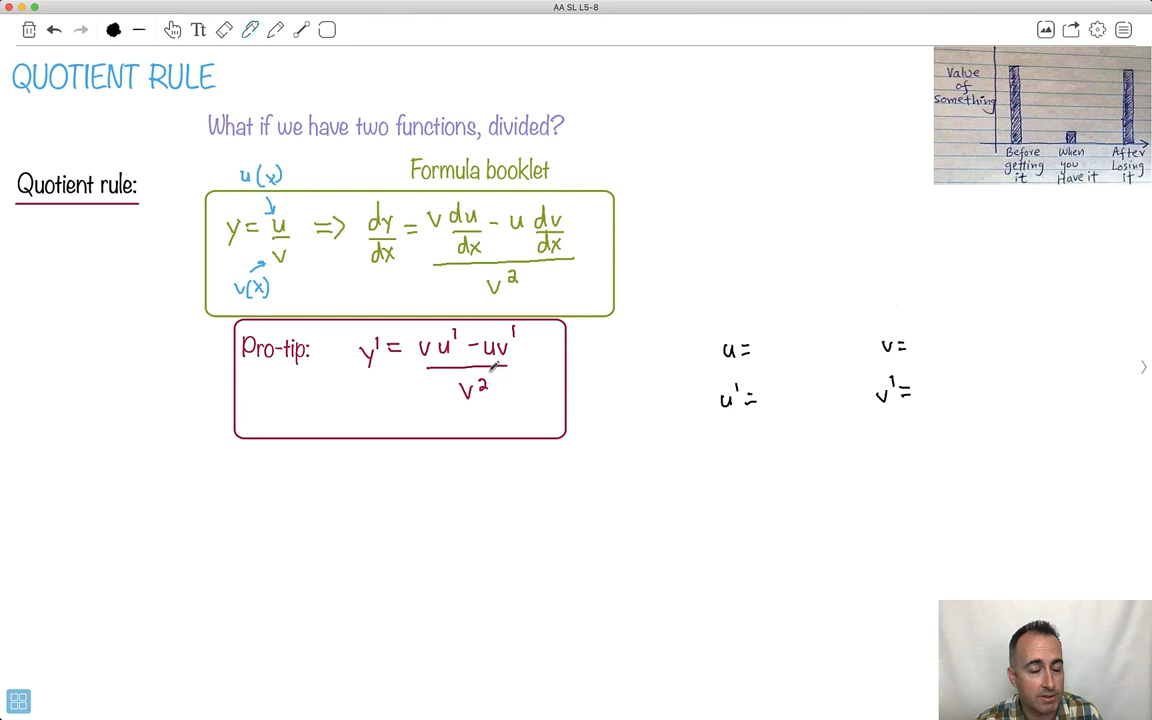 AA SL L5-8
Tt
QUOTIENT RULE
Value
of
something
Before
getting
it
When
you
Have it
After
Losing
it
What if we have two functions, divided?
Quotient rule:
u(x)
Formula booklet
y = u/v => dy/dx = (v du/dx - u dv/dx)/v²
v(x)
Pro-tip: y' = (vu' - uv')/v²
u= v=
u'= v'=